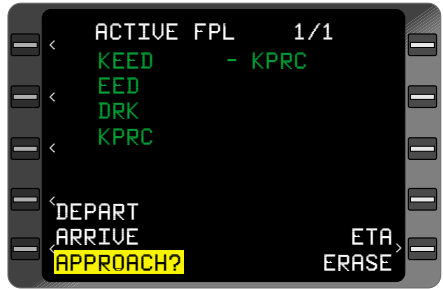 ACTIVE FPL 1/1
KEED - KPRC
EED
DRK
KPRC
<DEPART
<ARRIVE ETA>
APPROACH? ERASE